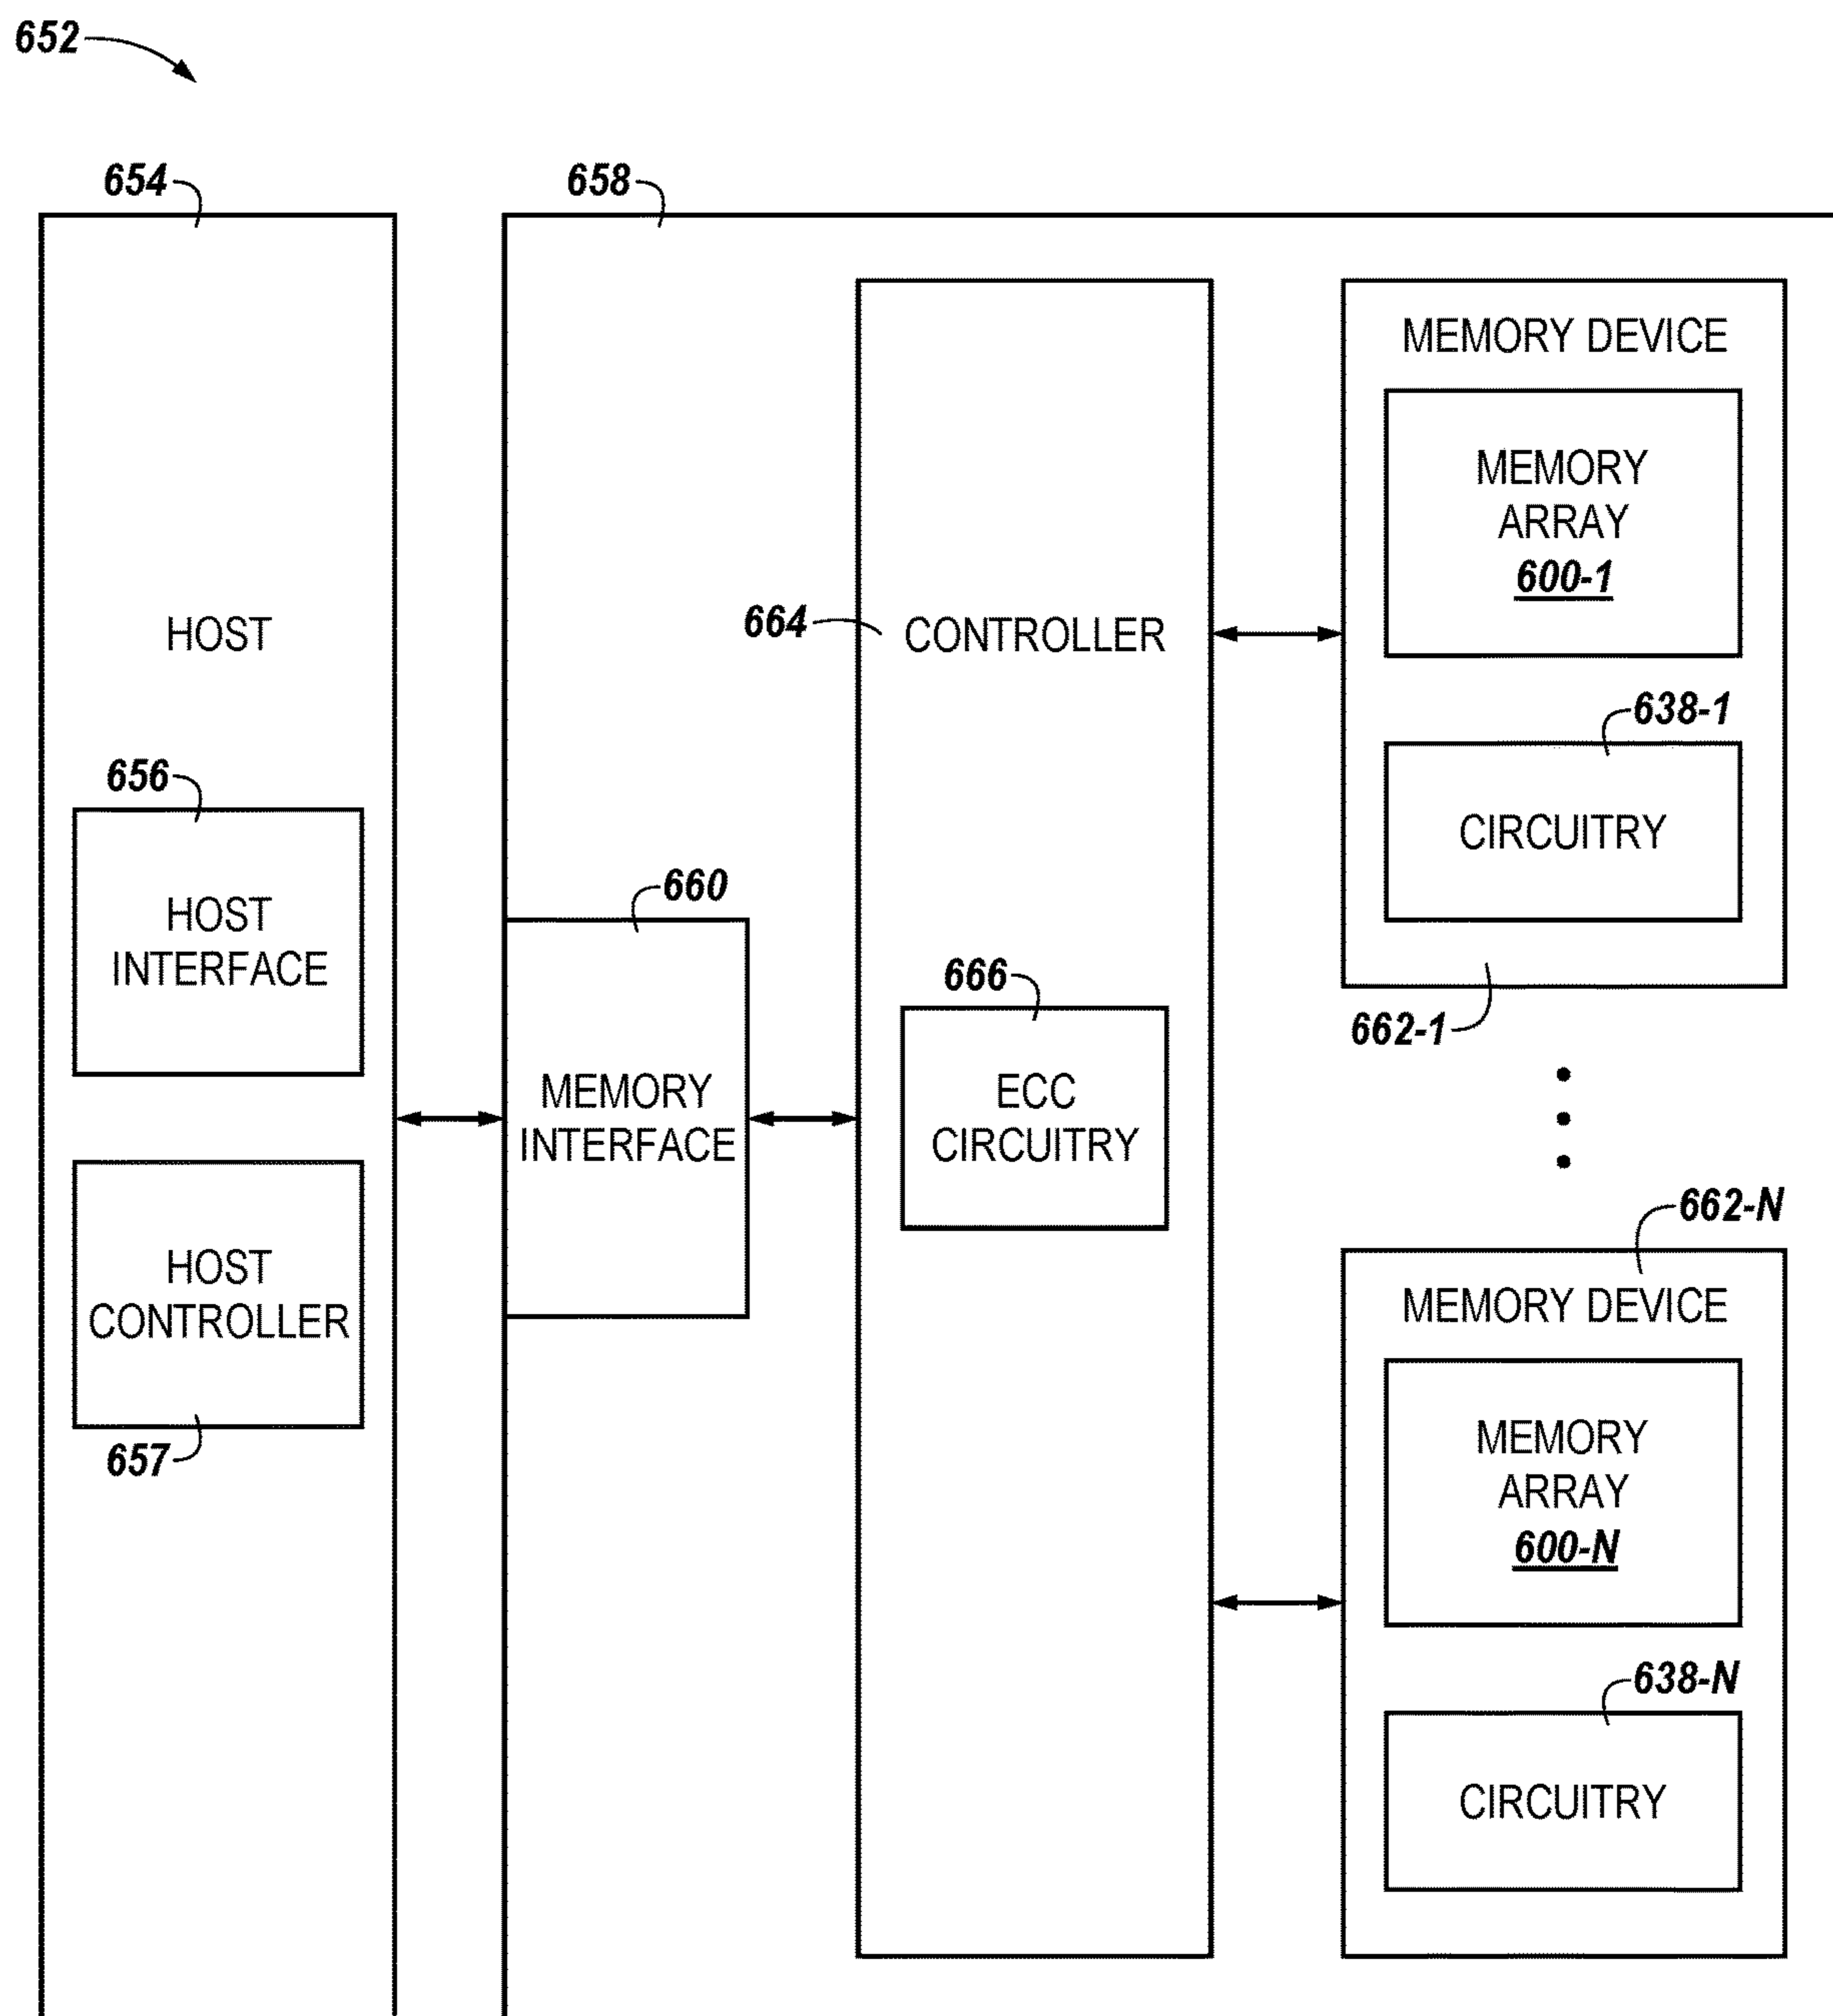 652
654
658
HOST
656
HOST
INTERFACE
HOST
CONTROLLER
657
660
MEMORY
INTERFACE
664
CONTROLLER
666
ECC
CIRCUITRY
MEMORY DEVICE
MEMORY
ARRAY
600-1
638-1
CIRCUITRY
662-1
662-N
MEMORY DEVICE
MEMORY
ARRAY
600-N
638-N
CIRCUITRY